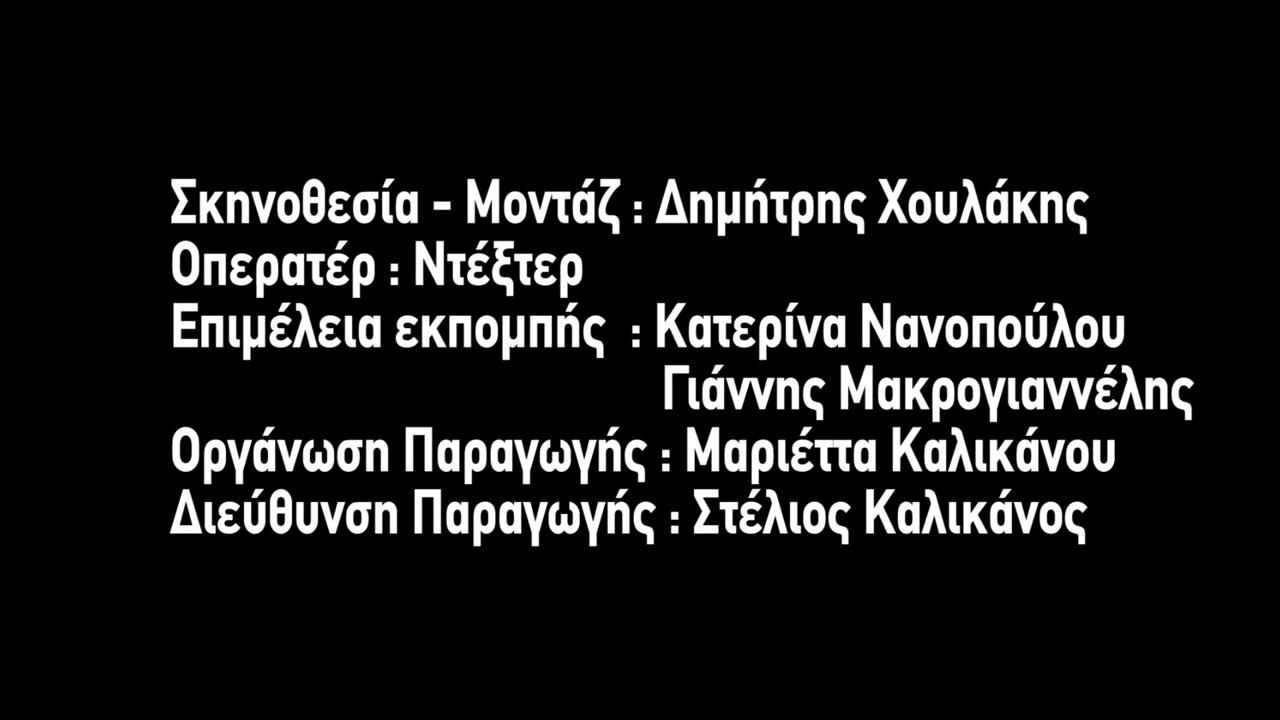 Σκηνοθεσία - Μοντάζ : Δημήτρης Χουλάκης
Οπερατέρ : Ντέξτερ
Επιμέλεια εκπομπής : Κατερίνα Νανοπούλου
Γιάννης Μακρογιαννέλης
Οργάνωση Παραγωγής : Μαριέττα Καλικάνου
Διεύθυνση Παραγωγής : Στέλιος Καλικάνος